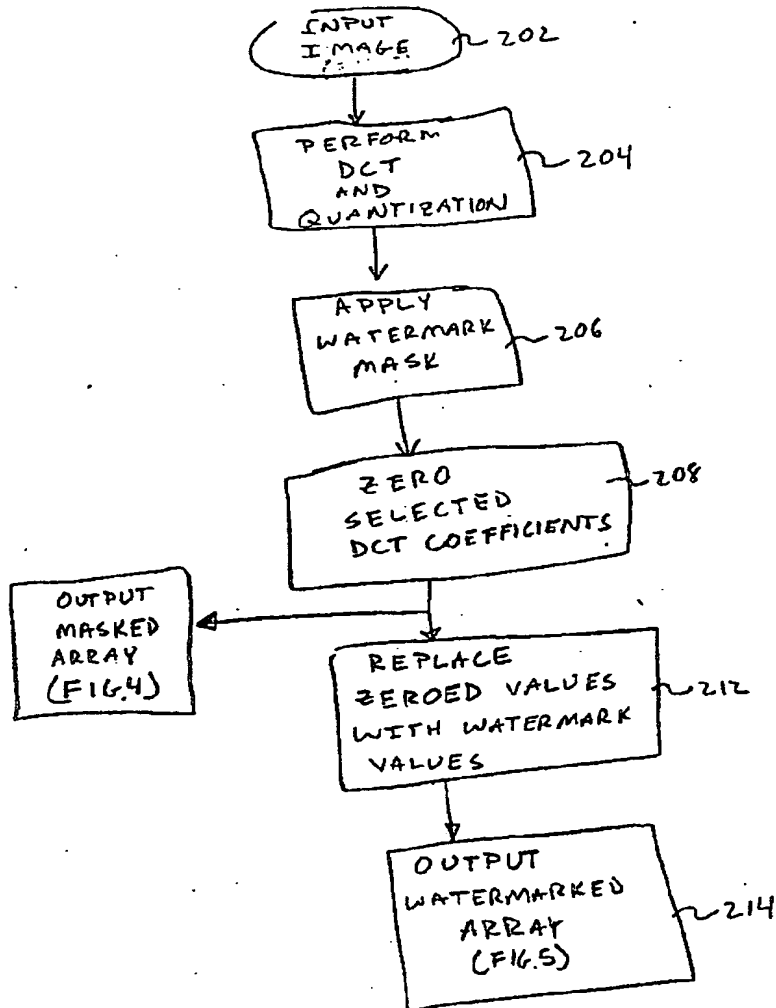 INPUT
IMAGE
202
PERFORM
DCT
AND
QUANTIZATION
204
APPLY
WATERMARK
MASK
206
ZERO
SELECTED
DCT COEFFICIENTS
208
OUTPUT
MASKED
ARRAY
(FIG.4)
REPLACE
ZEROED VALUES
WITH WATERMARK
VALUES
212
OUTPUT
WATERMARKED
ARRAY
(FIG.5)
214